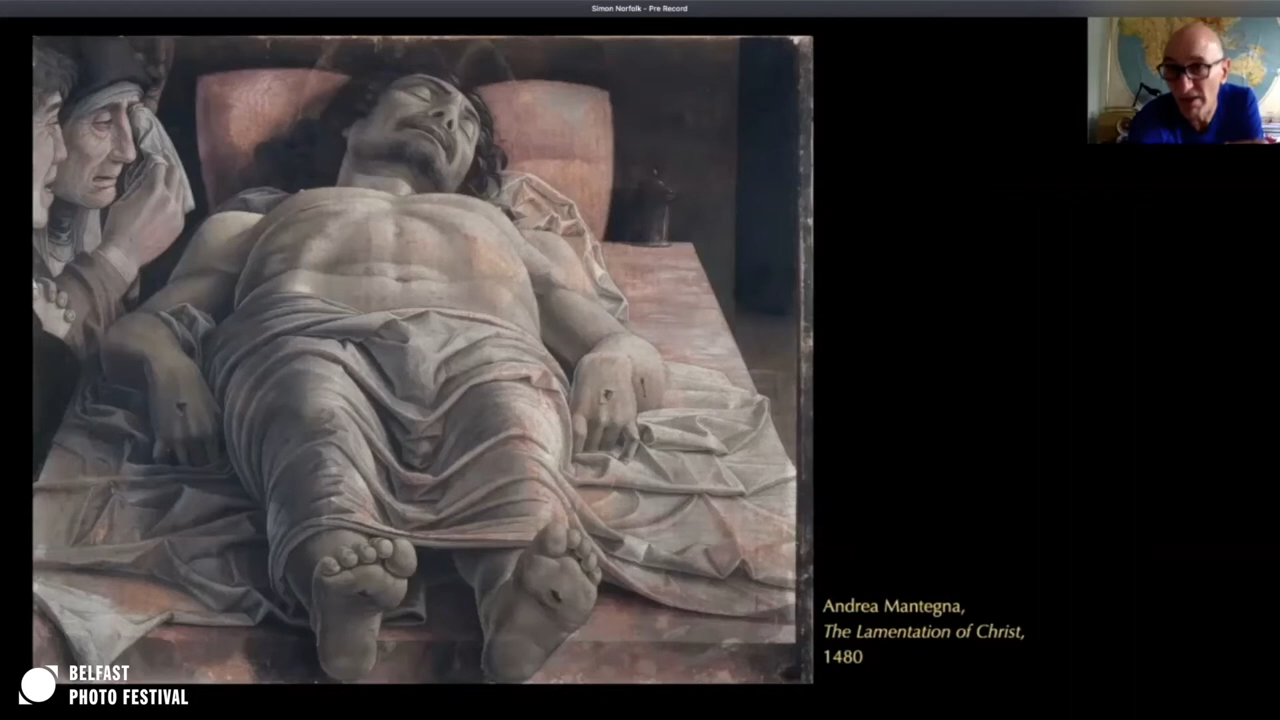 Simon Norfolk - Pre Record
Andrea Mantegna,
The Lamentation of Christ,
1480
BELFAST
PHOTO FESTIVAL